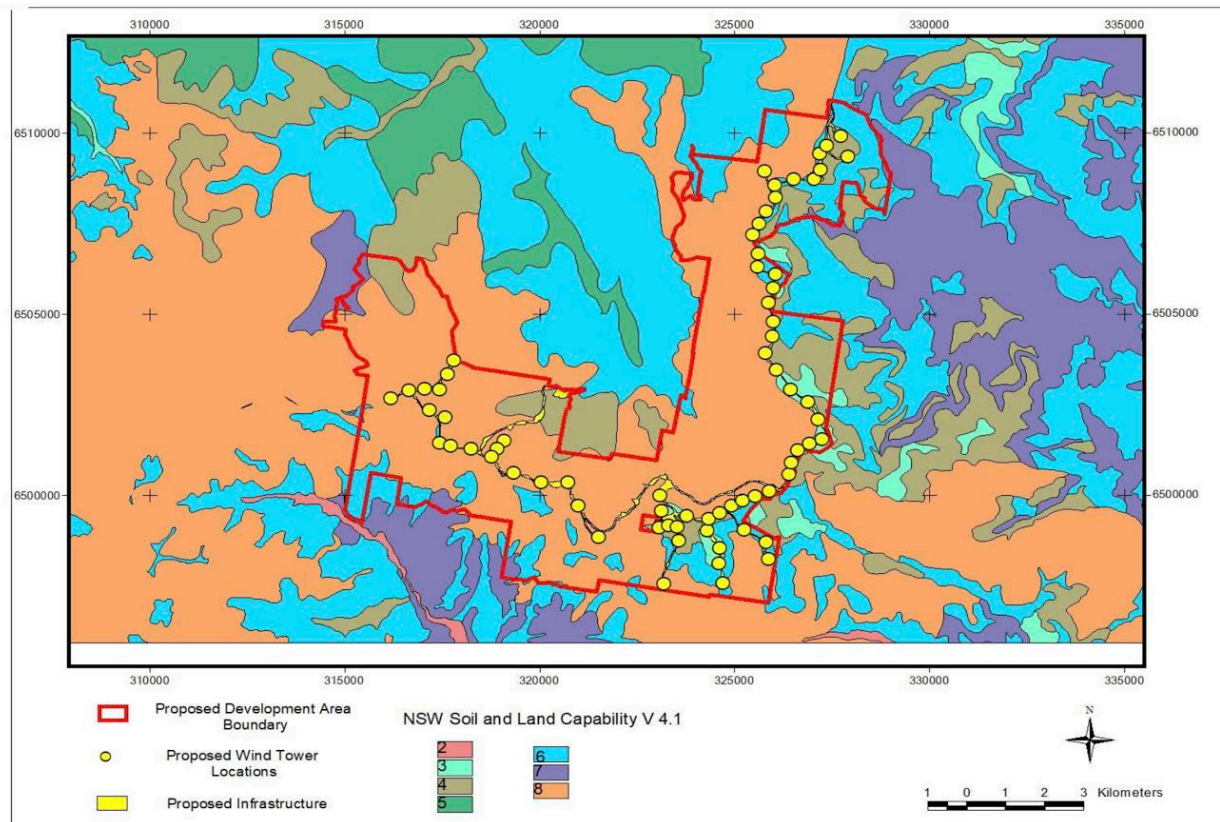 310000 315000 320000 325000 330000 335000
6510000 6510000
6505000 6505000
6500000 6500000
310000 315000 320000 325000 330000 335000
Proposed Development Area
Boundary
Proposed Wind Tower
Locations
Proposed Infrastructure
NSW Soil and Land Capability V 4.1
2
3
4
5
6
7
8
N
1 0 1 2 3 Kilometers